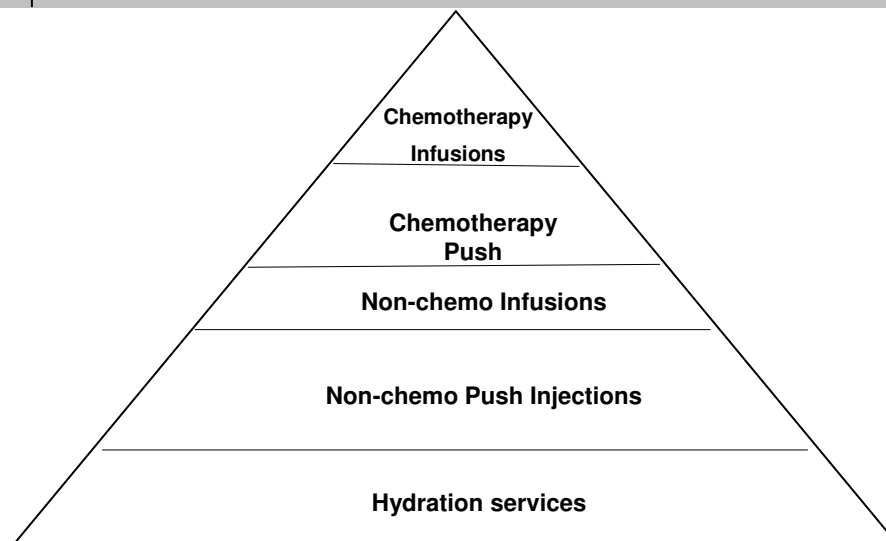 Chemotherapy
Infusions
Chemotherapy
Push
Non-chemo Infusions
Non-chemo Push Injections
Hydration services